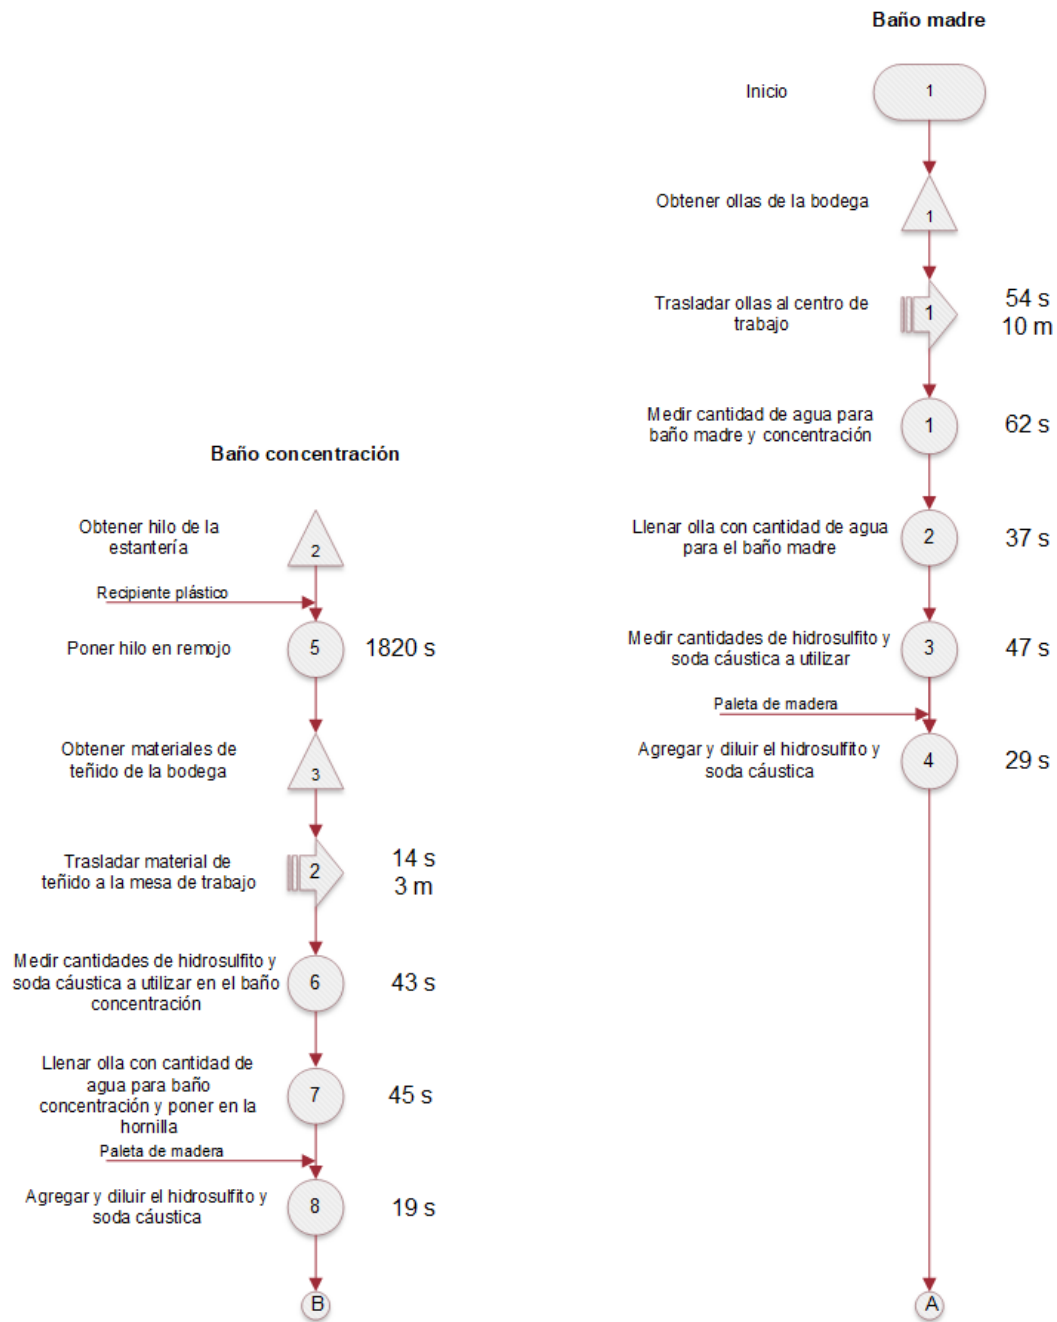 Baño madre
Inicio
1
Obtener ollas de la bodega
1
Trasladar ollas al centro de
trabajo
1
54 s
10 m
Medir cantidad de agua para
baño madre y concentración
1
62 s
Llenar olla con cantidad de agua
para el baño madre
2
37 s
Medir cantidades de hidrosulfito y
soda cáustica a utilizar
3
47 s
Paleta de madera
Agregar y diluir el hidrosulfito y
soda cáustica
4
29 s
A
Baño concentración
Obtener hilo de la
estantería
2
Recipiente plástico
Poner hilo en remojo
5
1820 s
Obtener materiales de
teñido de la bodega
3
Trasladar material de
teñido a la mesa de trabajo
2
14 s
3 m
Medir cantidades de hidrosulfito y
soda cáustica a utilizar en el baño
concentración
6
43 s
Llenar olla con cantidad de
agua para baño
concentración y poner en la
hornilla
7
45 s
Paleta de madera
Agregar y diluir el hidrosulfito y
soda cáustica
8
19 s
B